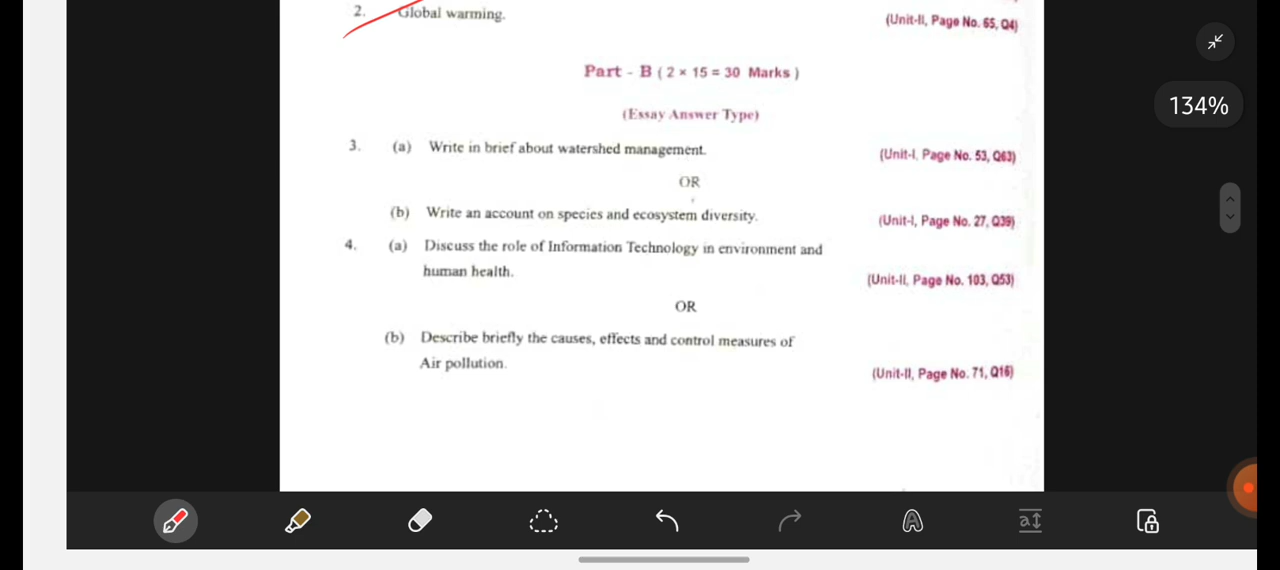 2. Global warming. (Unit-II, Page No. 65, Q4)
Part - B ( 2 × 15 = 30 Marks )
134%
(Essay Answer Type)
3. (a) Write in brief about watershed management. (Unit-I, Page No. 53, Q63)
OR
(b) Write an account on species and ecosystem diversity. (Unit-I, Page No. 27, Q39)
4. (a) Discuss the role of Information Technology in environment and
human health. (Unit-II, Page No. 103, Q53)
OR
(b) Describe briefly the causes, effects and control measures of
Air pollution. (Unit-II, Page No. 71, Q16)